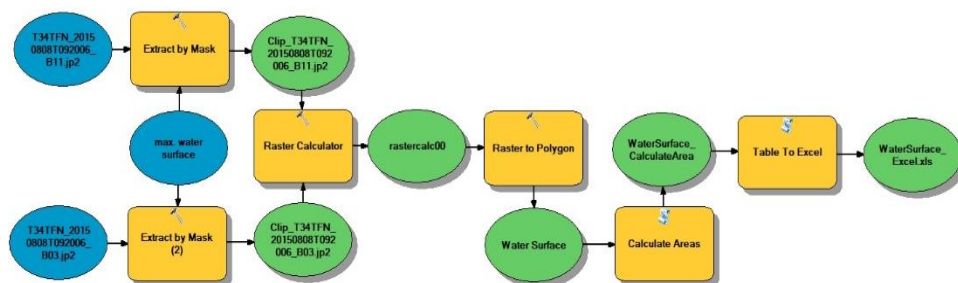 T34TFN_2015
0808T092006_
B11.jp2
Extract by Mask
Clip_T34TFN_
20150808T092
006_B11.jp2
max. water
surface
Raster Calculator
rastercalc00
Raster to Polygon
WaterSurface_
CalculateArea
Table To Excel
WaterSurface_
Excel.xls
T34TFN_2015
0808T092006_
B03.jp2
Extract by Mask
(2)
Clip_T34TFN_
20150808T092
006_B03.jp2
Water Surface
Calculate Areas